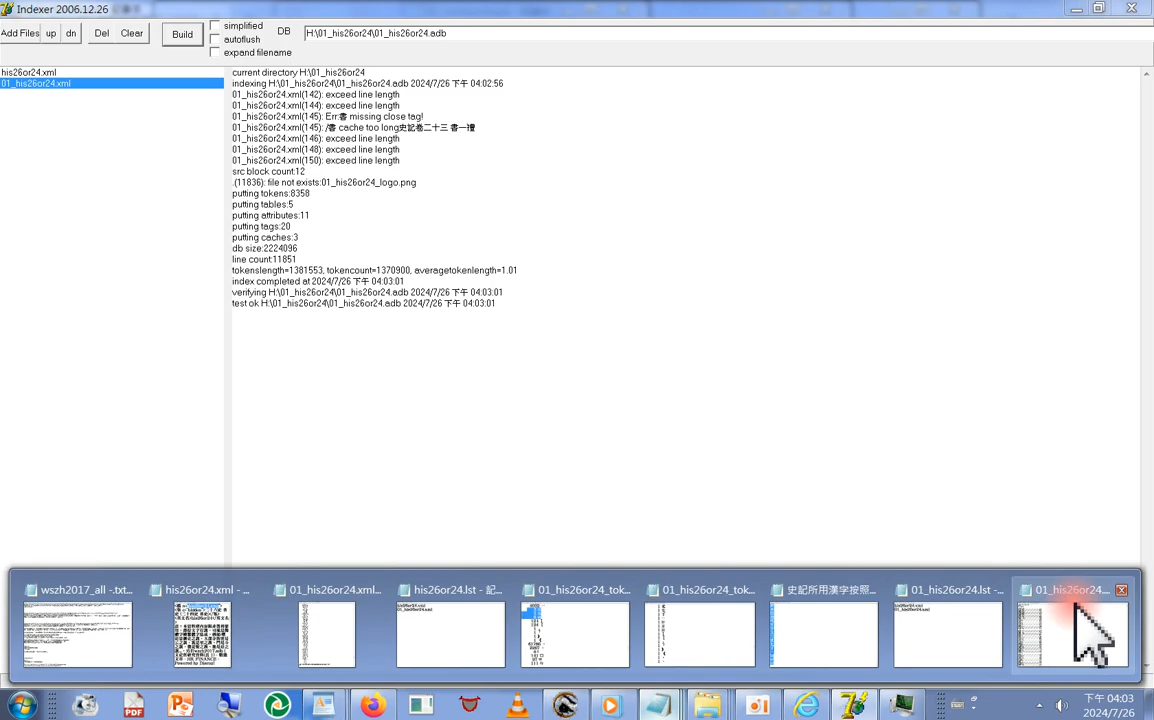 Indexer 2006.12.26
Add Files up dn Del Clear Build
simplified
autoflush
expand filename
DB H:\01_his26or24\01_his26or24.adb
his26or24.xml
01_his26or24.xml
current directory H:\01_his26or24
indexing H:\01_his26or24\01_his26or24.adb 2024/7/26 下午 04:02:56
01_his26or24.xml(142): exceed line length
01_his26or24.xml(144): exceed line length
01_his26or24.xml(145): Err:書 missing close tag!
01_his26or24.xml(145): /書 cache too long史記卷二十三 書一禮
01_his26or24.xml(146): exceed line length
01_his26or24.xml(148): exceed line length
01_his26or24.xml(150): exceed line length
src block count:12
.(11836): file not exists:01_his26or24_logo.png
putting tokens:8358
putting tables:5
putting attributes:11
putting tags:20
putting caches:3
db size:2224096
line count:11851
tokenslength=1381553, tokencount=1370900, averagetokenlength=1.01
index completed at 2024/7/26 下午 04:03:01
verifying H:\01_his26or24\01_his26or24.adb 2024/7/26 下午 04:03:01
test ok H:\01_his26or24\01_his26or24.adb 2024/7/26 下午 04:03:01
wszh2017_all -.txt...
his26or24.xml - ...
01_his26or24.xml...
his26or24.lst - 記...
01_his26or24_tok...
01_his26or24_tok...
史記所用漢字按照...
01_his26or24.lst -...
01_his26or24...
下午 04:03
2024/7/26